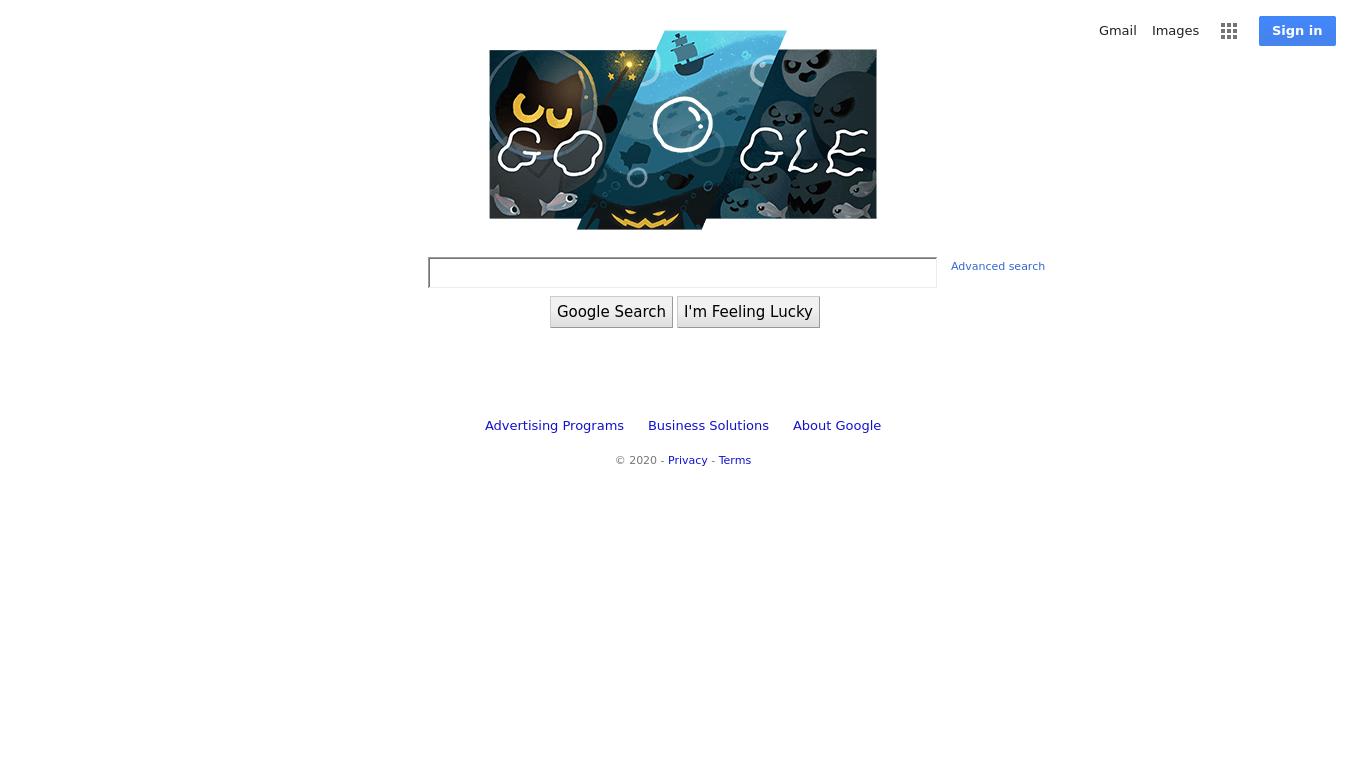 Gmail Images Sign in
GOOGLE
Advanced search
Google Search I'm Feeling Lucky
Advertising Programs Business Solutions About Google
© 2020 - Privacy - Terms